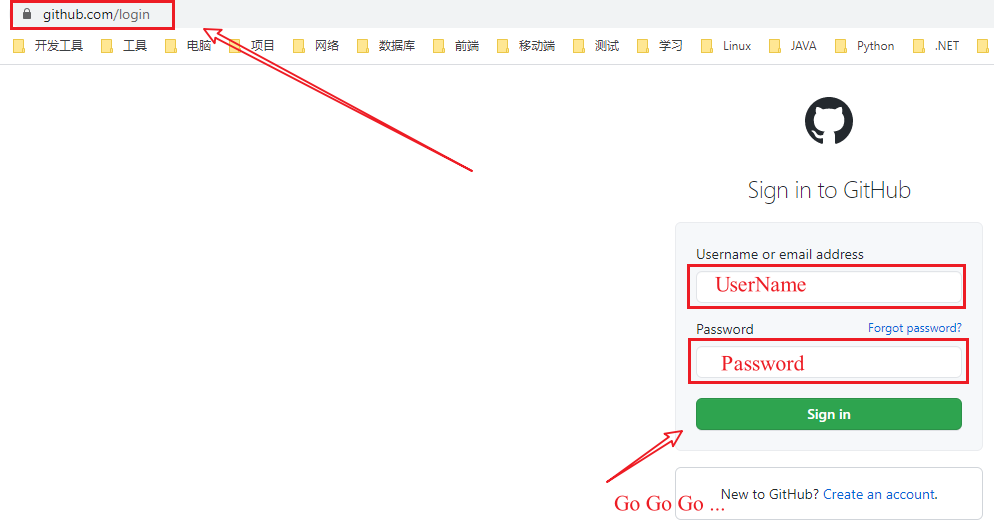 github.com/login
开发工具 工具 电脑 项目 网络 数据库 前端 移动端 测试 学习 Linux JAVA Python .NET
Sign in to GitHub
Username or email address
UserName
Password Forgot password?
Password
Sign in
New to GitHub? Create an account.
Go Go Go ...